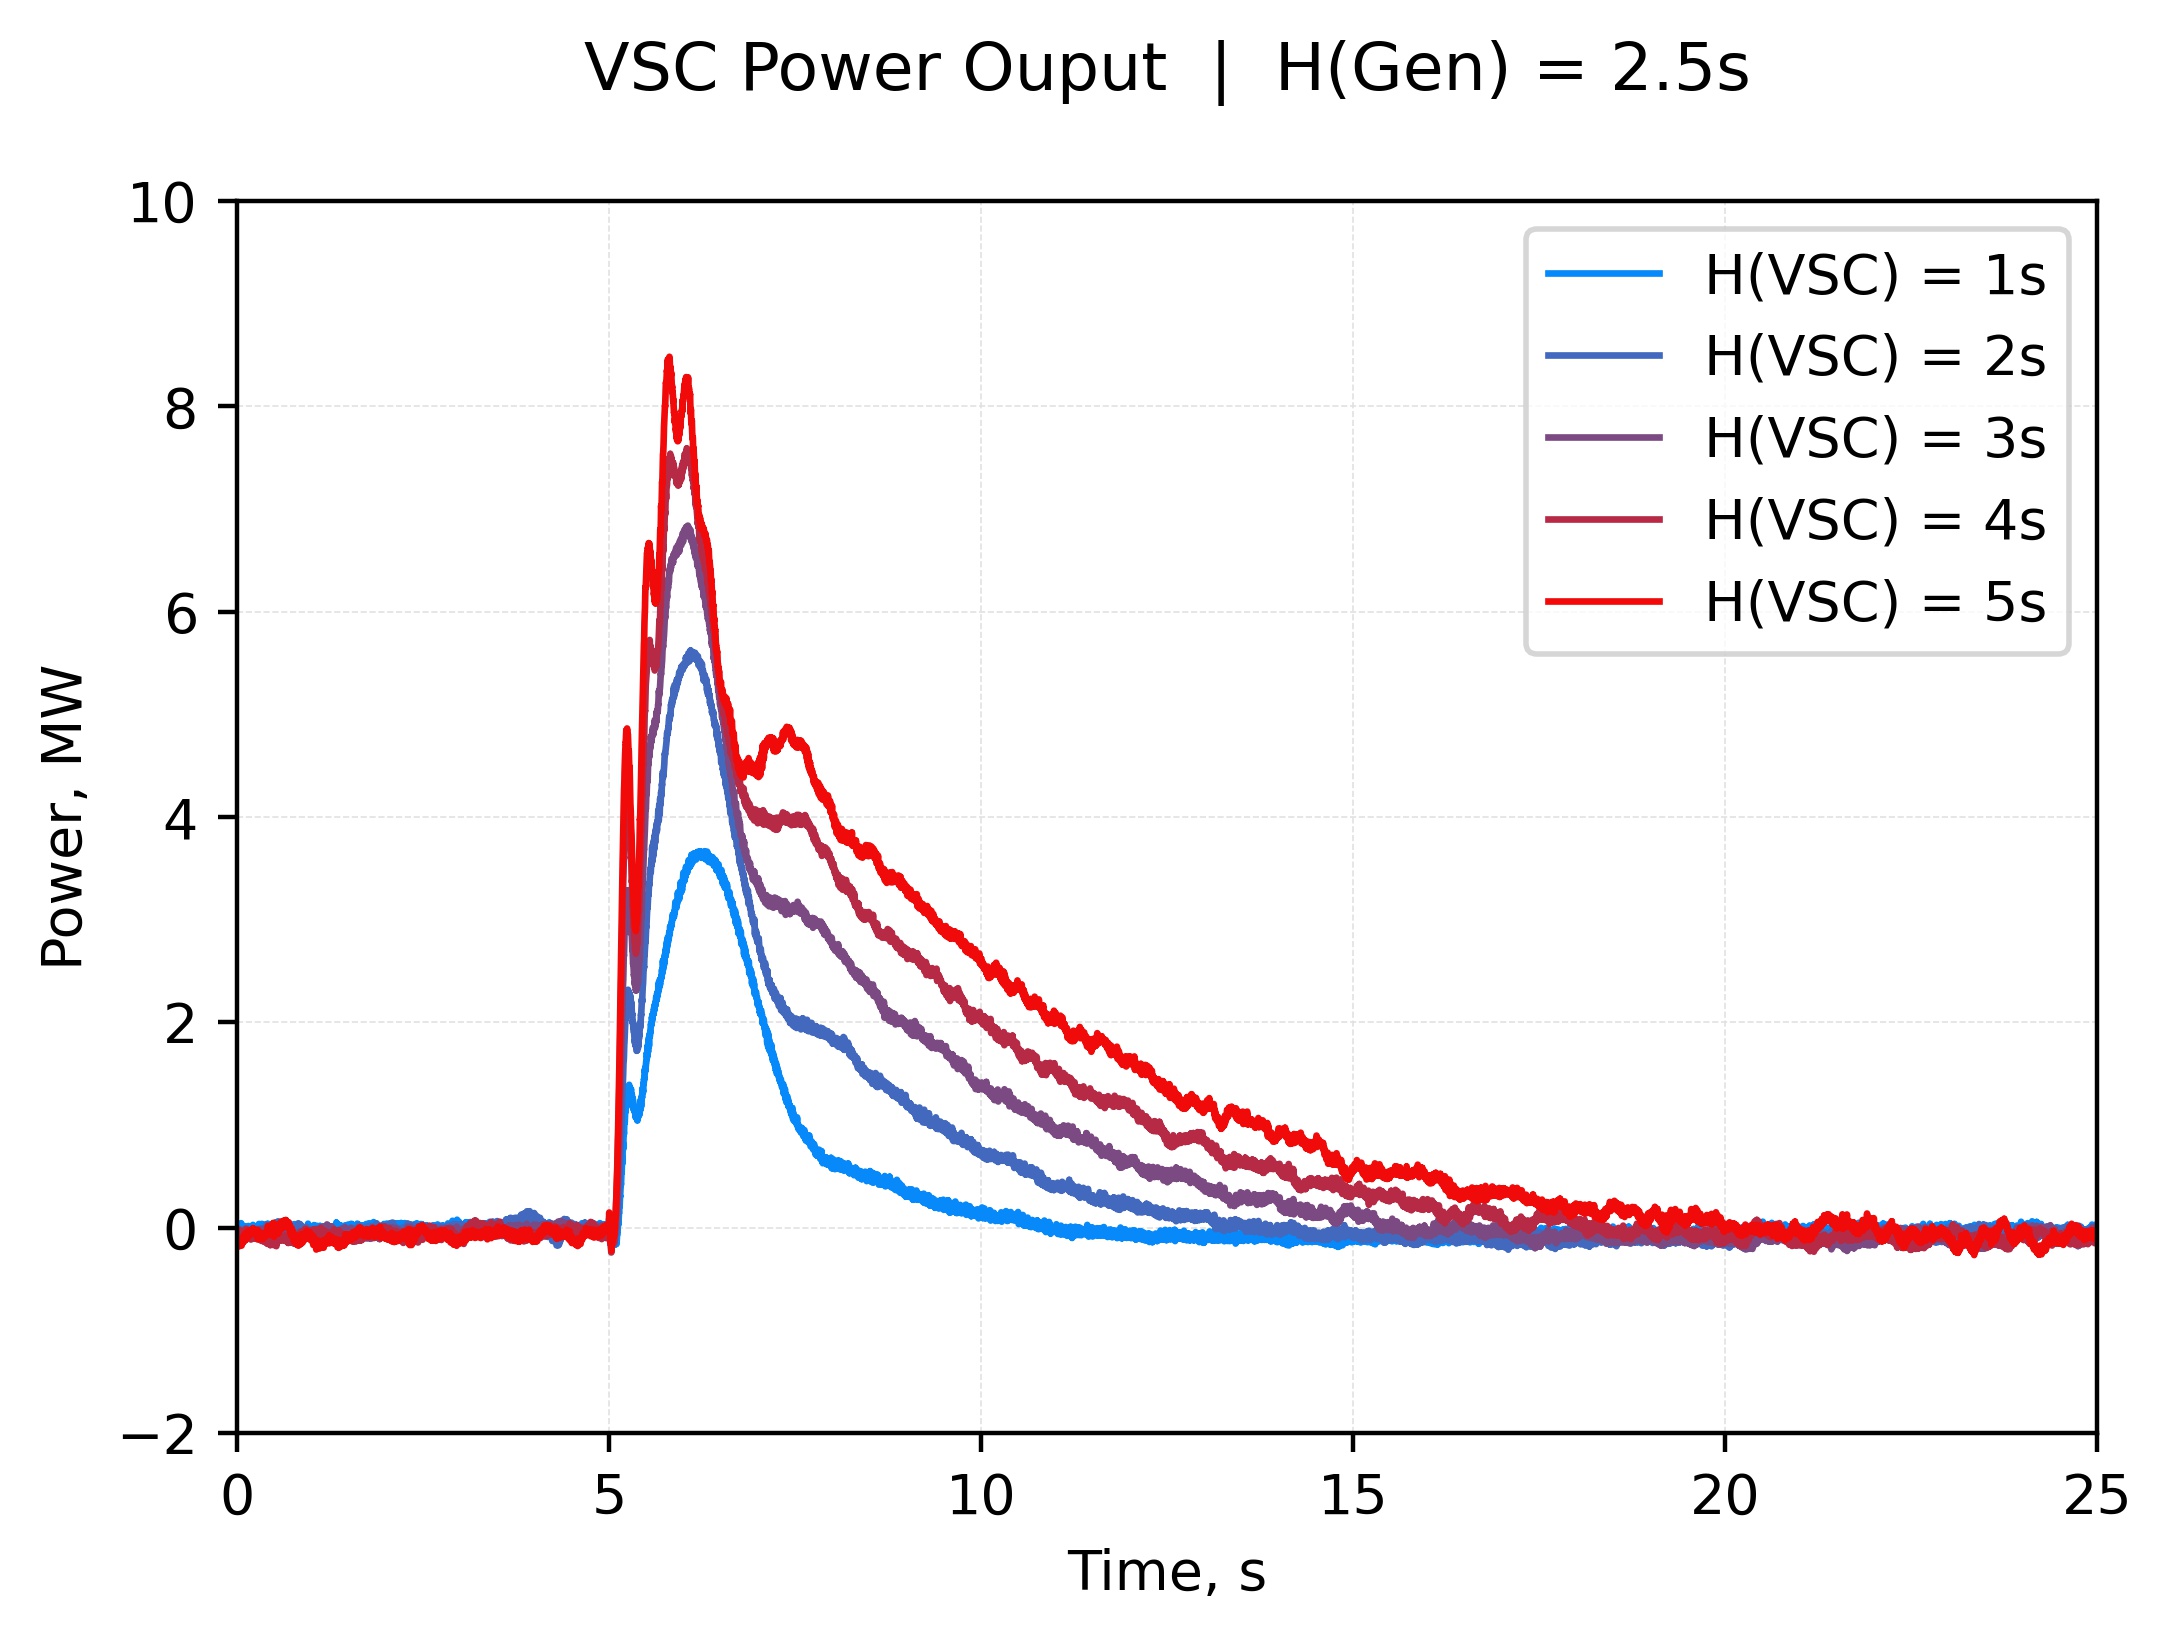 VSC Power Ouput | H(Gen) = 2.5s
10
8
6
4
2
0
−2
Power, MW
H(VSC) = 1s
H(VSC) = 2s
H(VSC) = 3s
H(VSC) = 4s
H(VSC) = 5s
0 5 10 15 20 25
Time, s